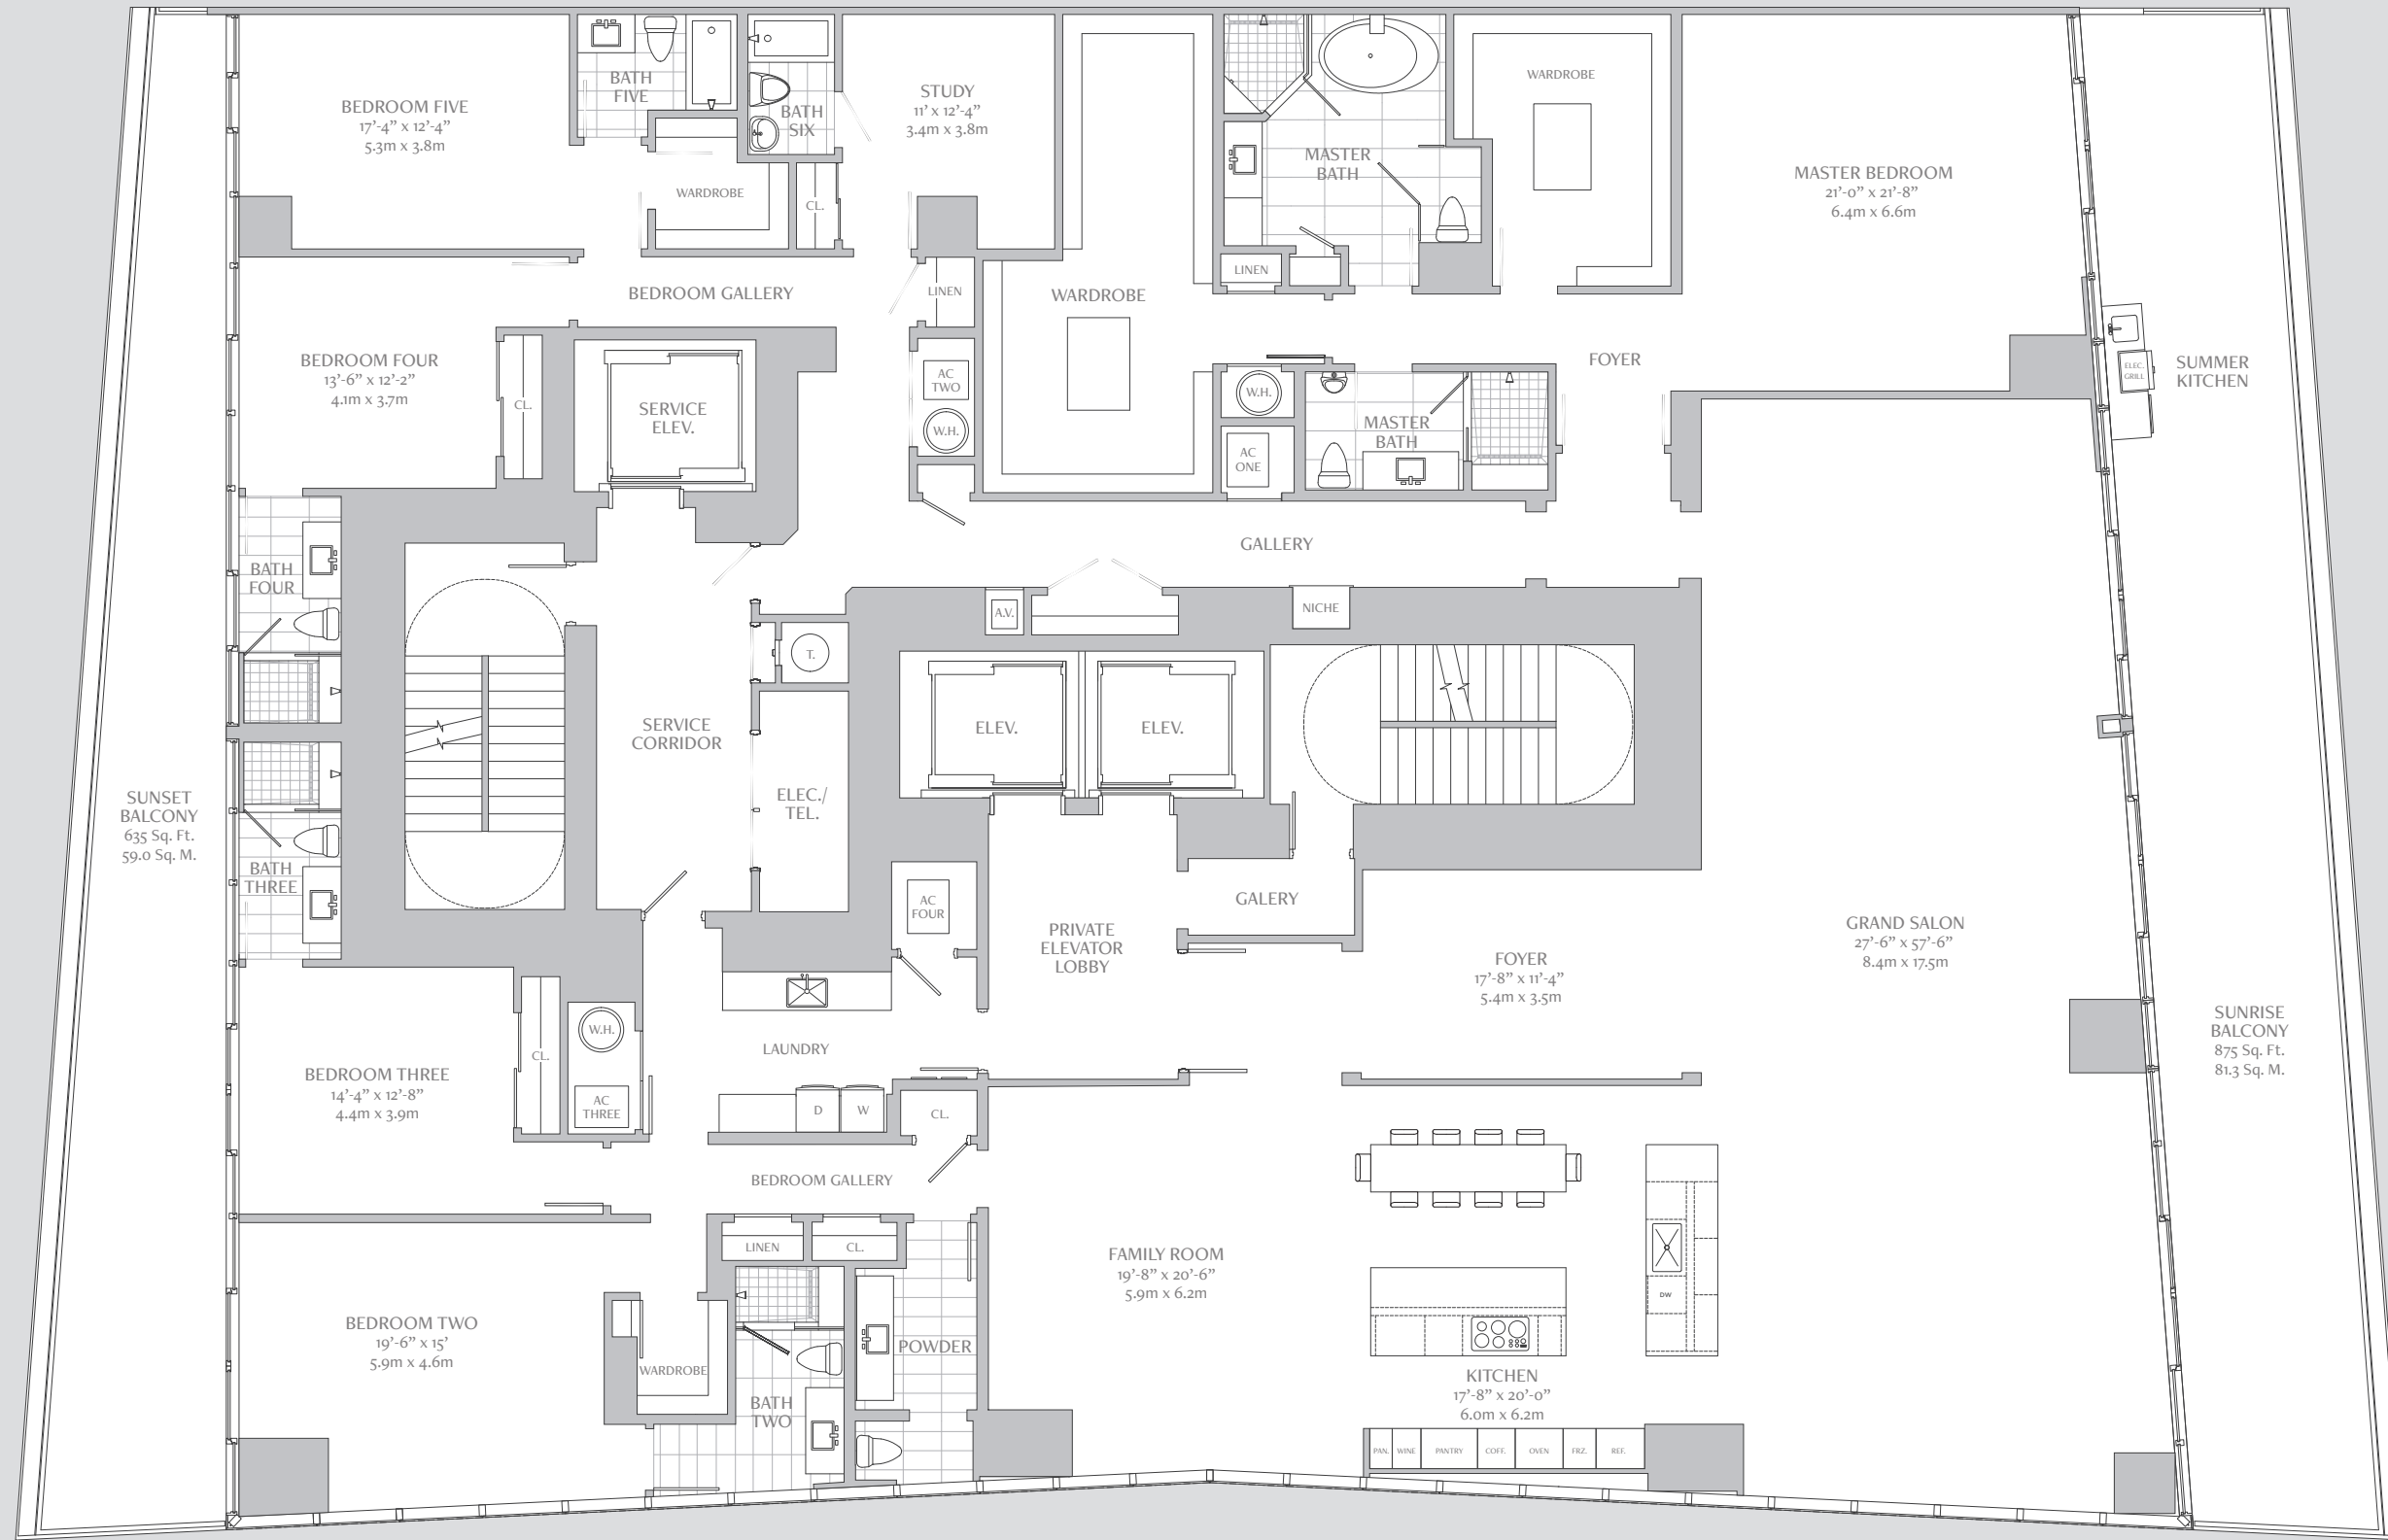 BATH
FIVE
BEDROOM FIVE
17’-4” x 12’-4”
5.3m x 3.8m
BATH
SIX
STUDY
11’ x 12’-4”
3.4m x 3.8m
WARDROBE
MASTER
BATH
MASTER BEDROOM
21’-0” x 21’-8”
6.4m x 6.6m
WARDROBE
CL.
LINEN
BEDROOM GALLERY
LINEN
WARDROBE
BEDROOM FOUR
13’-6” x 12’-2”
4.1m x 3.7m
CL.
SERVICE
ELEV.
AC
TWO
W.H.
W.H.
AC
ONE
MASTER
BATH
FOYER
ELEC.
GRILL
SUMMER
KITCHEN
GALLERY
BATH
FOUR
A.V.
NICHE
T.
SERVICE
CORRIDOR
ELEV.
ELEV.
ELEC./
TEL.
SUNSET
BALCONY
635 Sq. Ft.
59.0 Sq. M.
BATH
THREE
AC
FOUR
GALERY
PRIVATE
ELEVATOR
LOBBY
FOYER
17’-8” x 11’-4”
5.4m x 3.5m
GRAND SALON
27’-6” x 57’-6”
8.4m x 17.5m
SUNRISE
BALCONY
875 Sq. Ft.
81.3 Sq. M.
W.H.
CL.
LAUNDRY
BEDROOM THREE
14’-4” x 12’-8”
4.4m x 3.9m
AC
THREE
D
W
CL.
BEDROOM GALLERY
LINEN
CL.
FAMILY ROOM
19’-8” x 20’-6”
5.9m x 6.2m
DW
BEDROOM TWO
19’-6” x 15’
5.9m x 4.6m
WARDROBE
POWDER
BATH
TWO
KITCHEN
17’-8” x 20’-0”
6.0m x 6.2m
PAN.
WINE
PANTRY
COFF.
OVEN
FRZ.
REF.